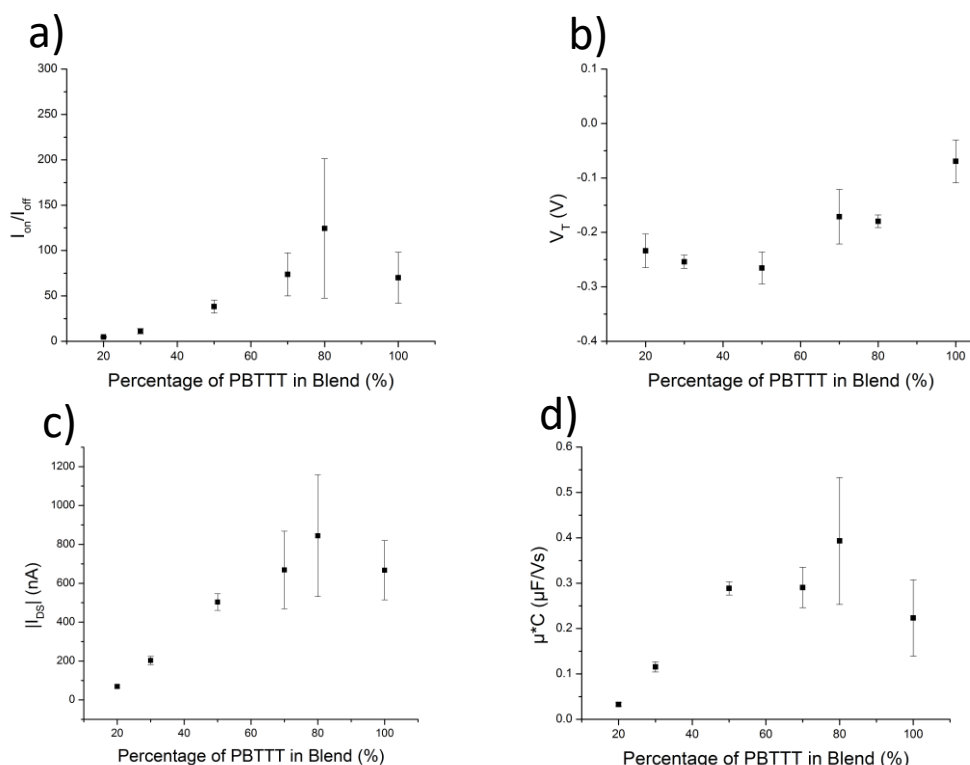 a)
300
250
200
150
100
50
0
I_on/I_off
20 40 60 80 100
Percentage of PBTTT in Blend (%)
b)
0.1
0.0
-0.1
-0.2
-0.3
-0.4
V_T (V)
20 40 60 80 100
Percentage of PBTTT in Blend (%)
c)
1200
1000
800
600
400
200
0
|I_DS| (nA)
20 40 60 80 100
Percentage of PBTTT in Blend (%)
d)
0.6
0.5
0.4
0.3
0.2
0.1
0.0
µ*C (µF/Vs)
20 40 60 80 100
Percentage of PBTTT in Blend (%)